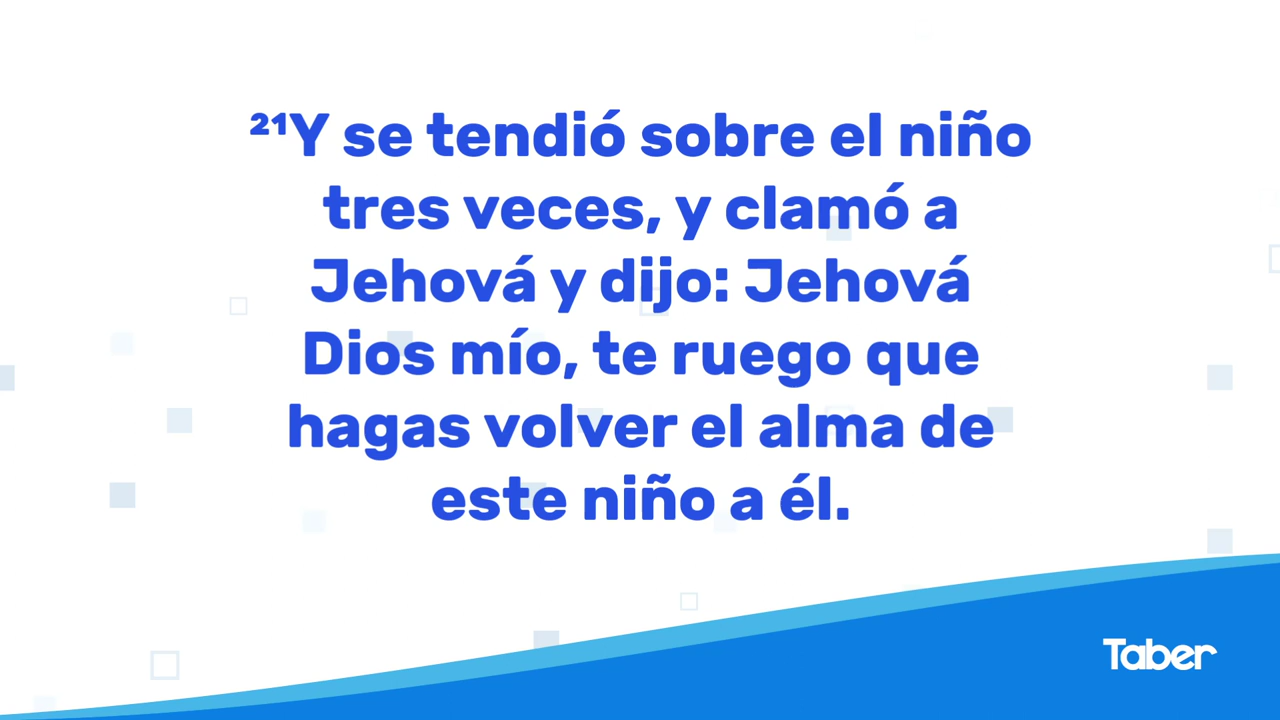 ²¹Y se tendió sobre el niño
tres veces, y clamó a
Jehová y dijo: Jehová
Dios mío, te ruego que
hagas volver el alma de
este niño a él.
Taber